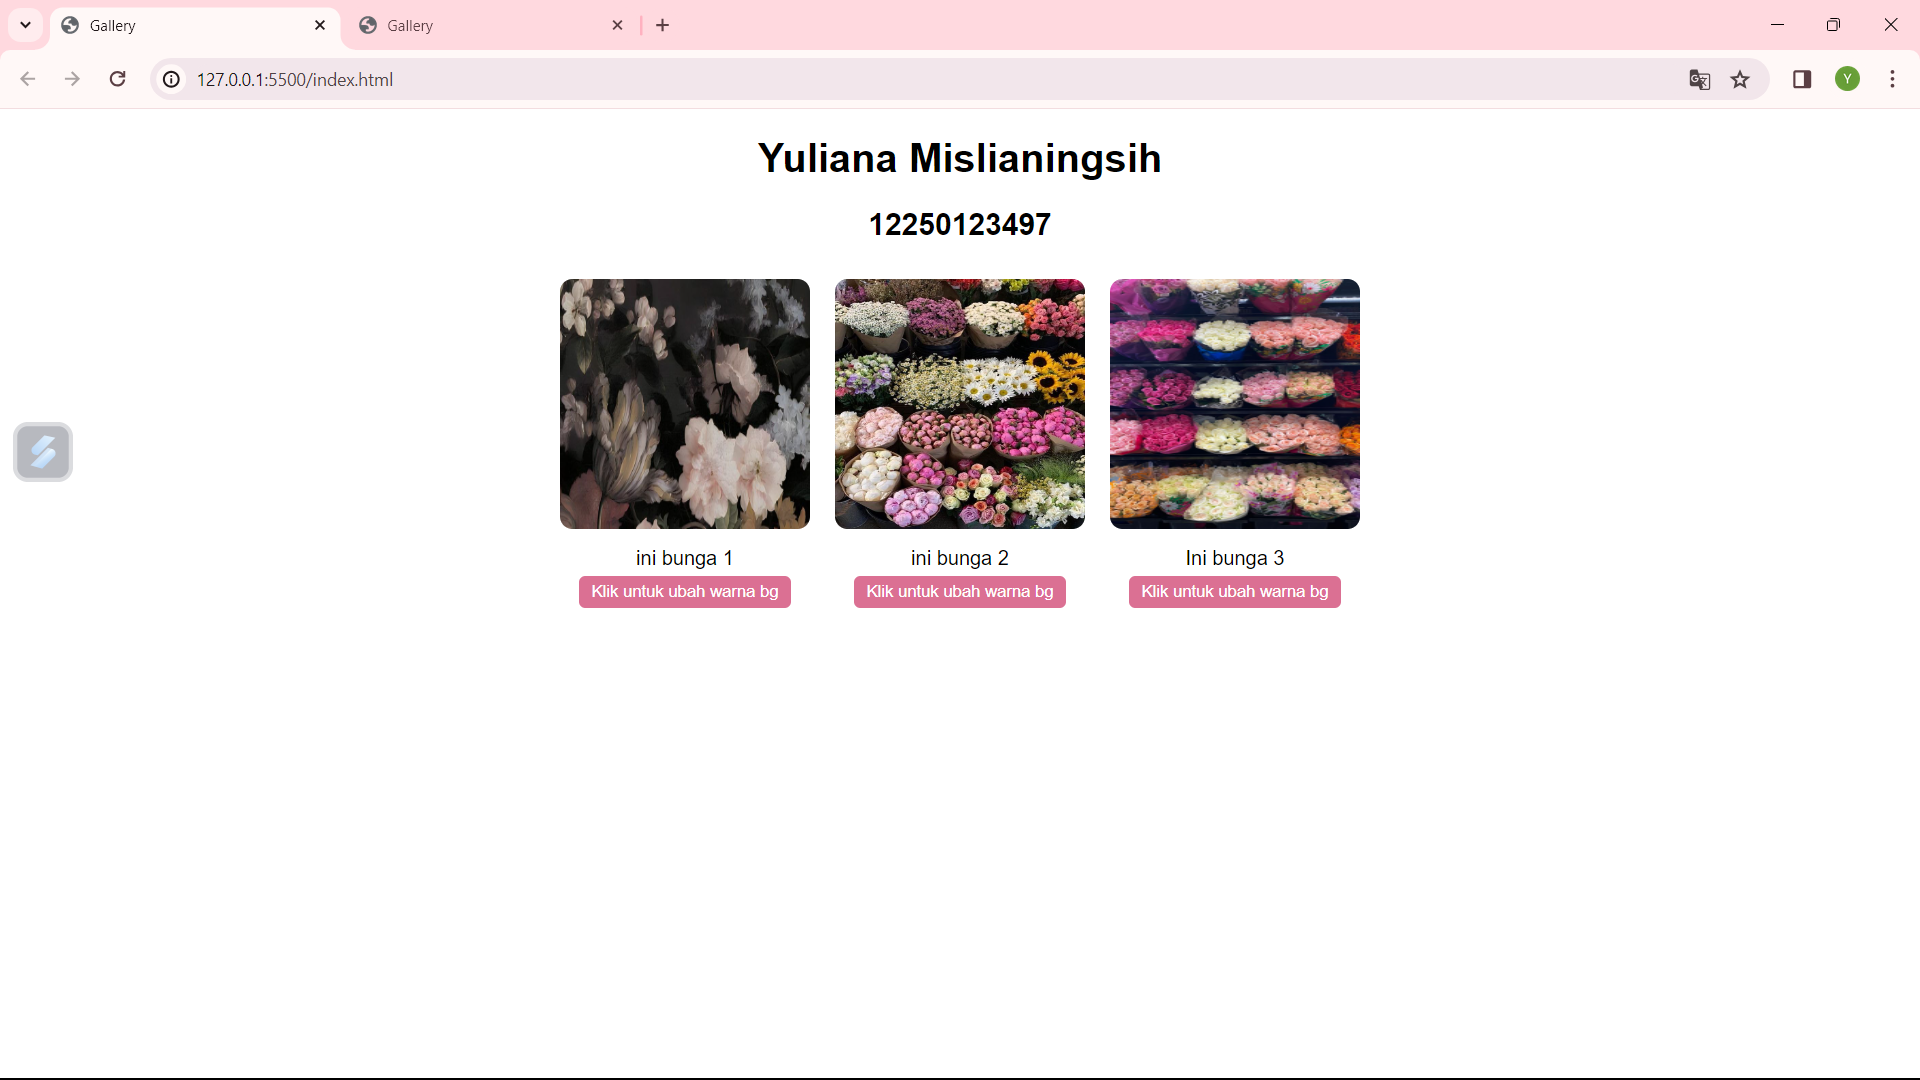 Gallery
Gallery
127.0.0.1:5500/index.html
Y
Yuliana Mislianingsih
12250123497
ini bunga 1
ini bunga 2
Ini bunga 3
Klik untuk ubah warna bg
Klik untuk ubah warna bg
Klik untuk ubah warna bg